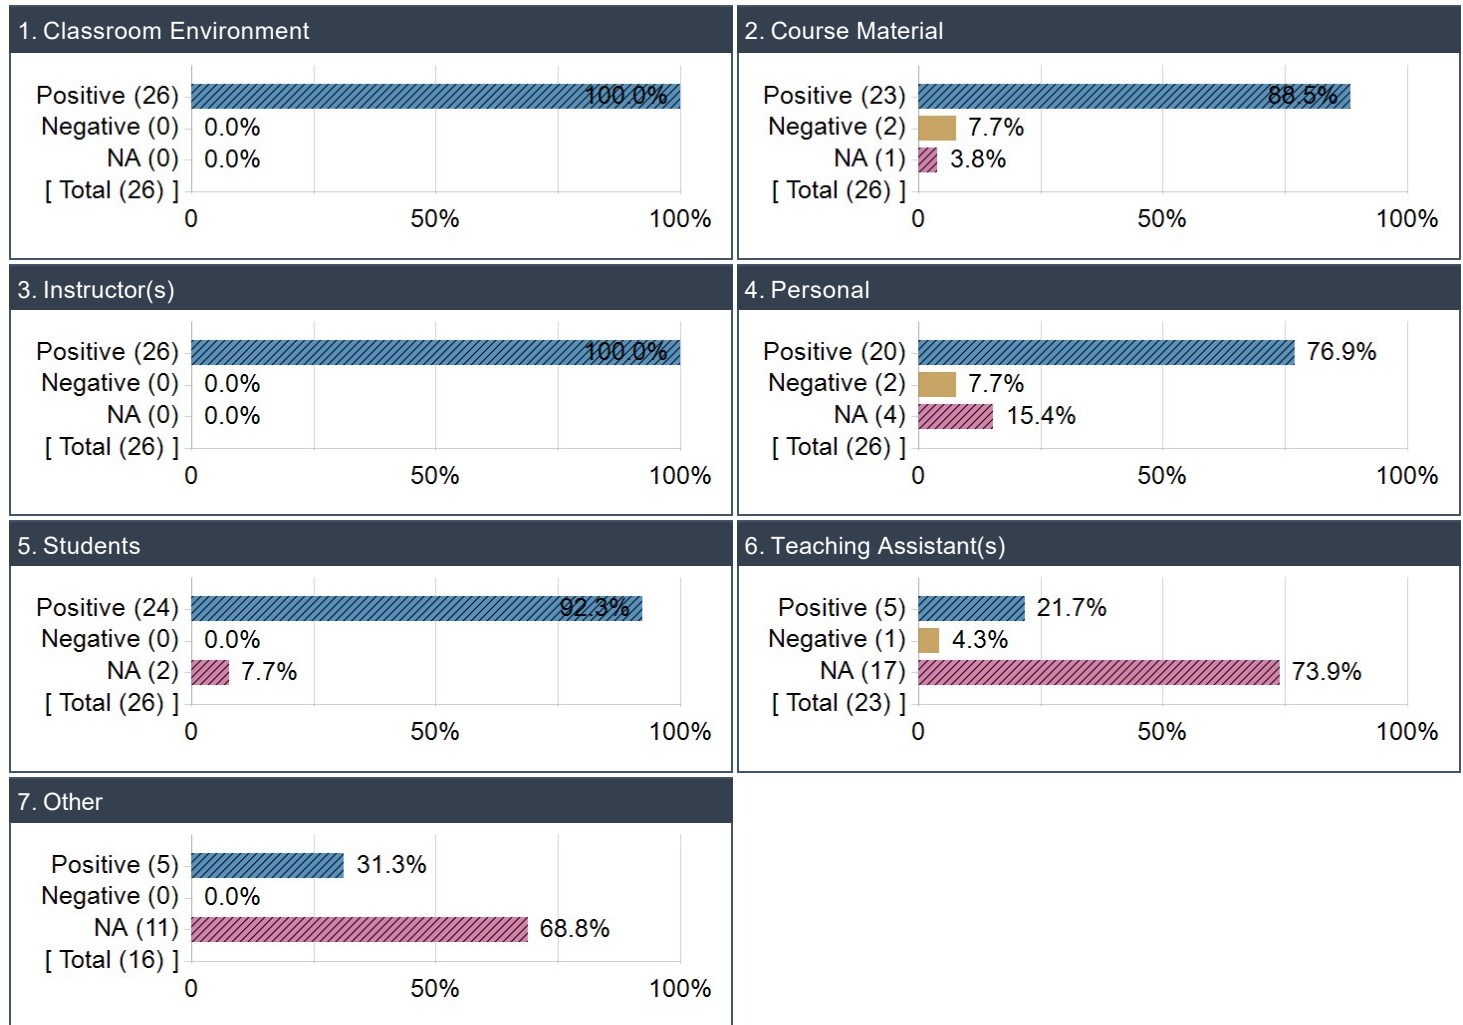 1. Classroom Environment
Positive (26) 100.0%
Negative (0) 0.0%
NA (0) 0.0%
[ Total (26) ]
0 50% 100%
2. Course Material
Positive (23) 88.5%
Negative (2) 7.7%
NA (1) 3.8%
[ Total (26) ]
0 50% 100%
3. Instructor(s)
Positive (26) 100.0%
Negative (0) 0.0%
NA (0) 0.0%
[ Total (26) ]
0 50% 100%
4. Personal
Positive (20) 76.9%
Negative (2) 7.7%
NA (4) 15.4%
[ Total (26) ]
0 50% 100%
5. Students
Positive (24) 92.3%
Negative (0) 0.0%
NA (2) 7.7%
[ Total (26) ]
0 50% 100%
6. Teaching Assistant(s)
Positive (5) 21.7%
Negative (1) 4.3%
NA (17) 73.9%
[ Total (23) ]
0 50% 100%
7. Other
Positive (5) 31.3%
Negative (0) 0.0%
NA (11) 68.8%
[ Total (16) ]
0 50% 100%